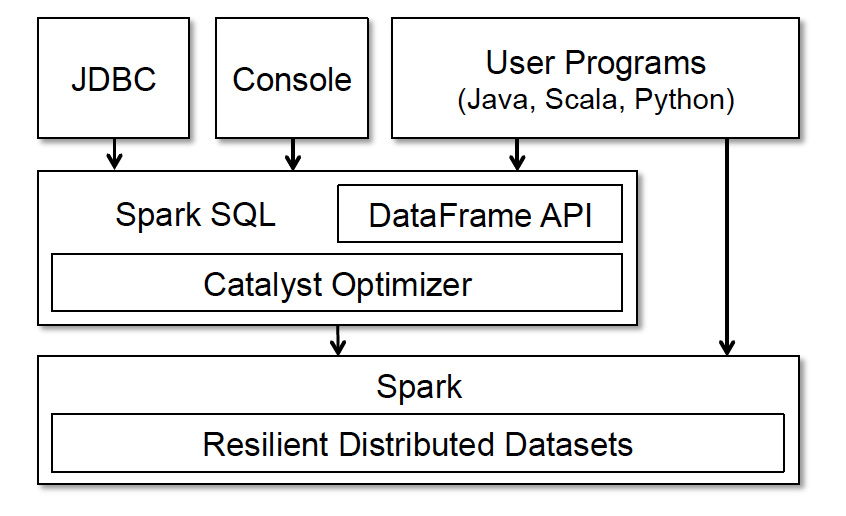 JDBC
Console
User Programs
(Java, Scala, Python)
Spark SQL
DataFrame API
Catalyst Optimizer
Spark
Resilient Distributed Datasets